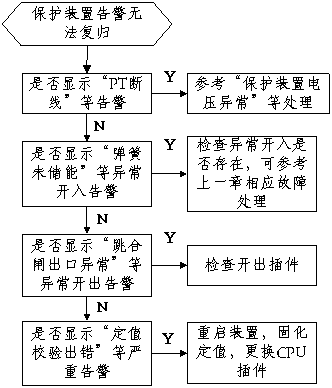 保护装置告警无
法复归
是否显示“PT断
线”等告警
Y
参考“保护装置电
压异常”等处理
N
是否显示“弹簧
未储能”等异常
开入告警
Y
检查异常开入是
否存在，可参考
上一章相应故障
处理
N
是否显示“跳合
闸出口异常”等
异常开出告警
Y
检查开出插件
N
是否显示“定值
校验出错”等严
重告警
Y
重启装置，固化
定值，更换CPU
插件